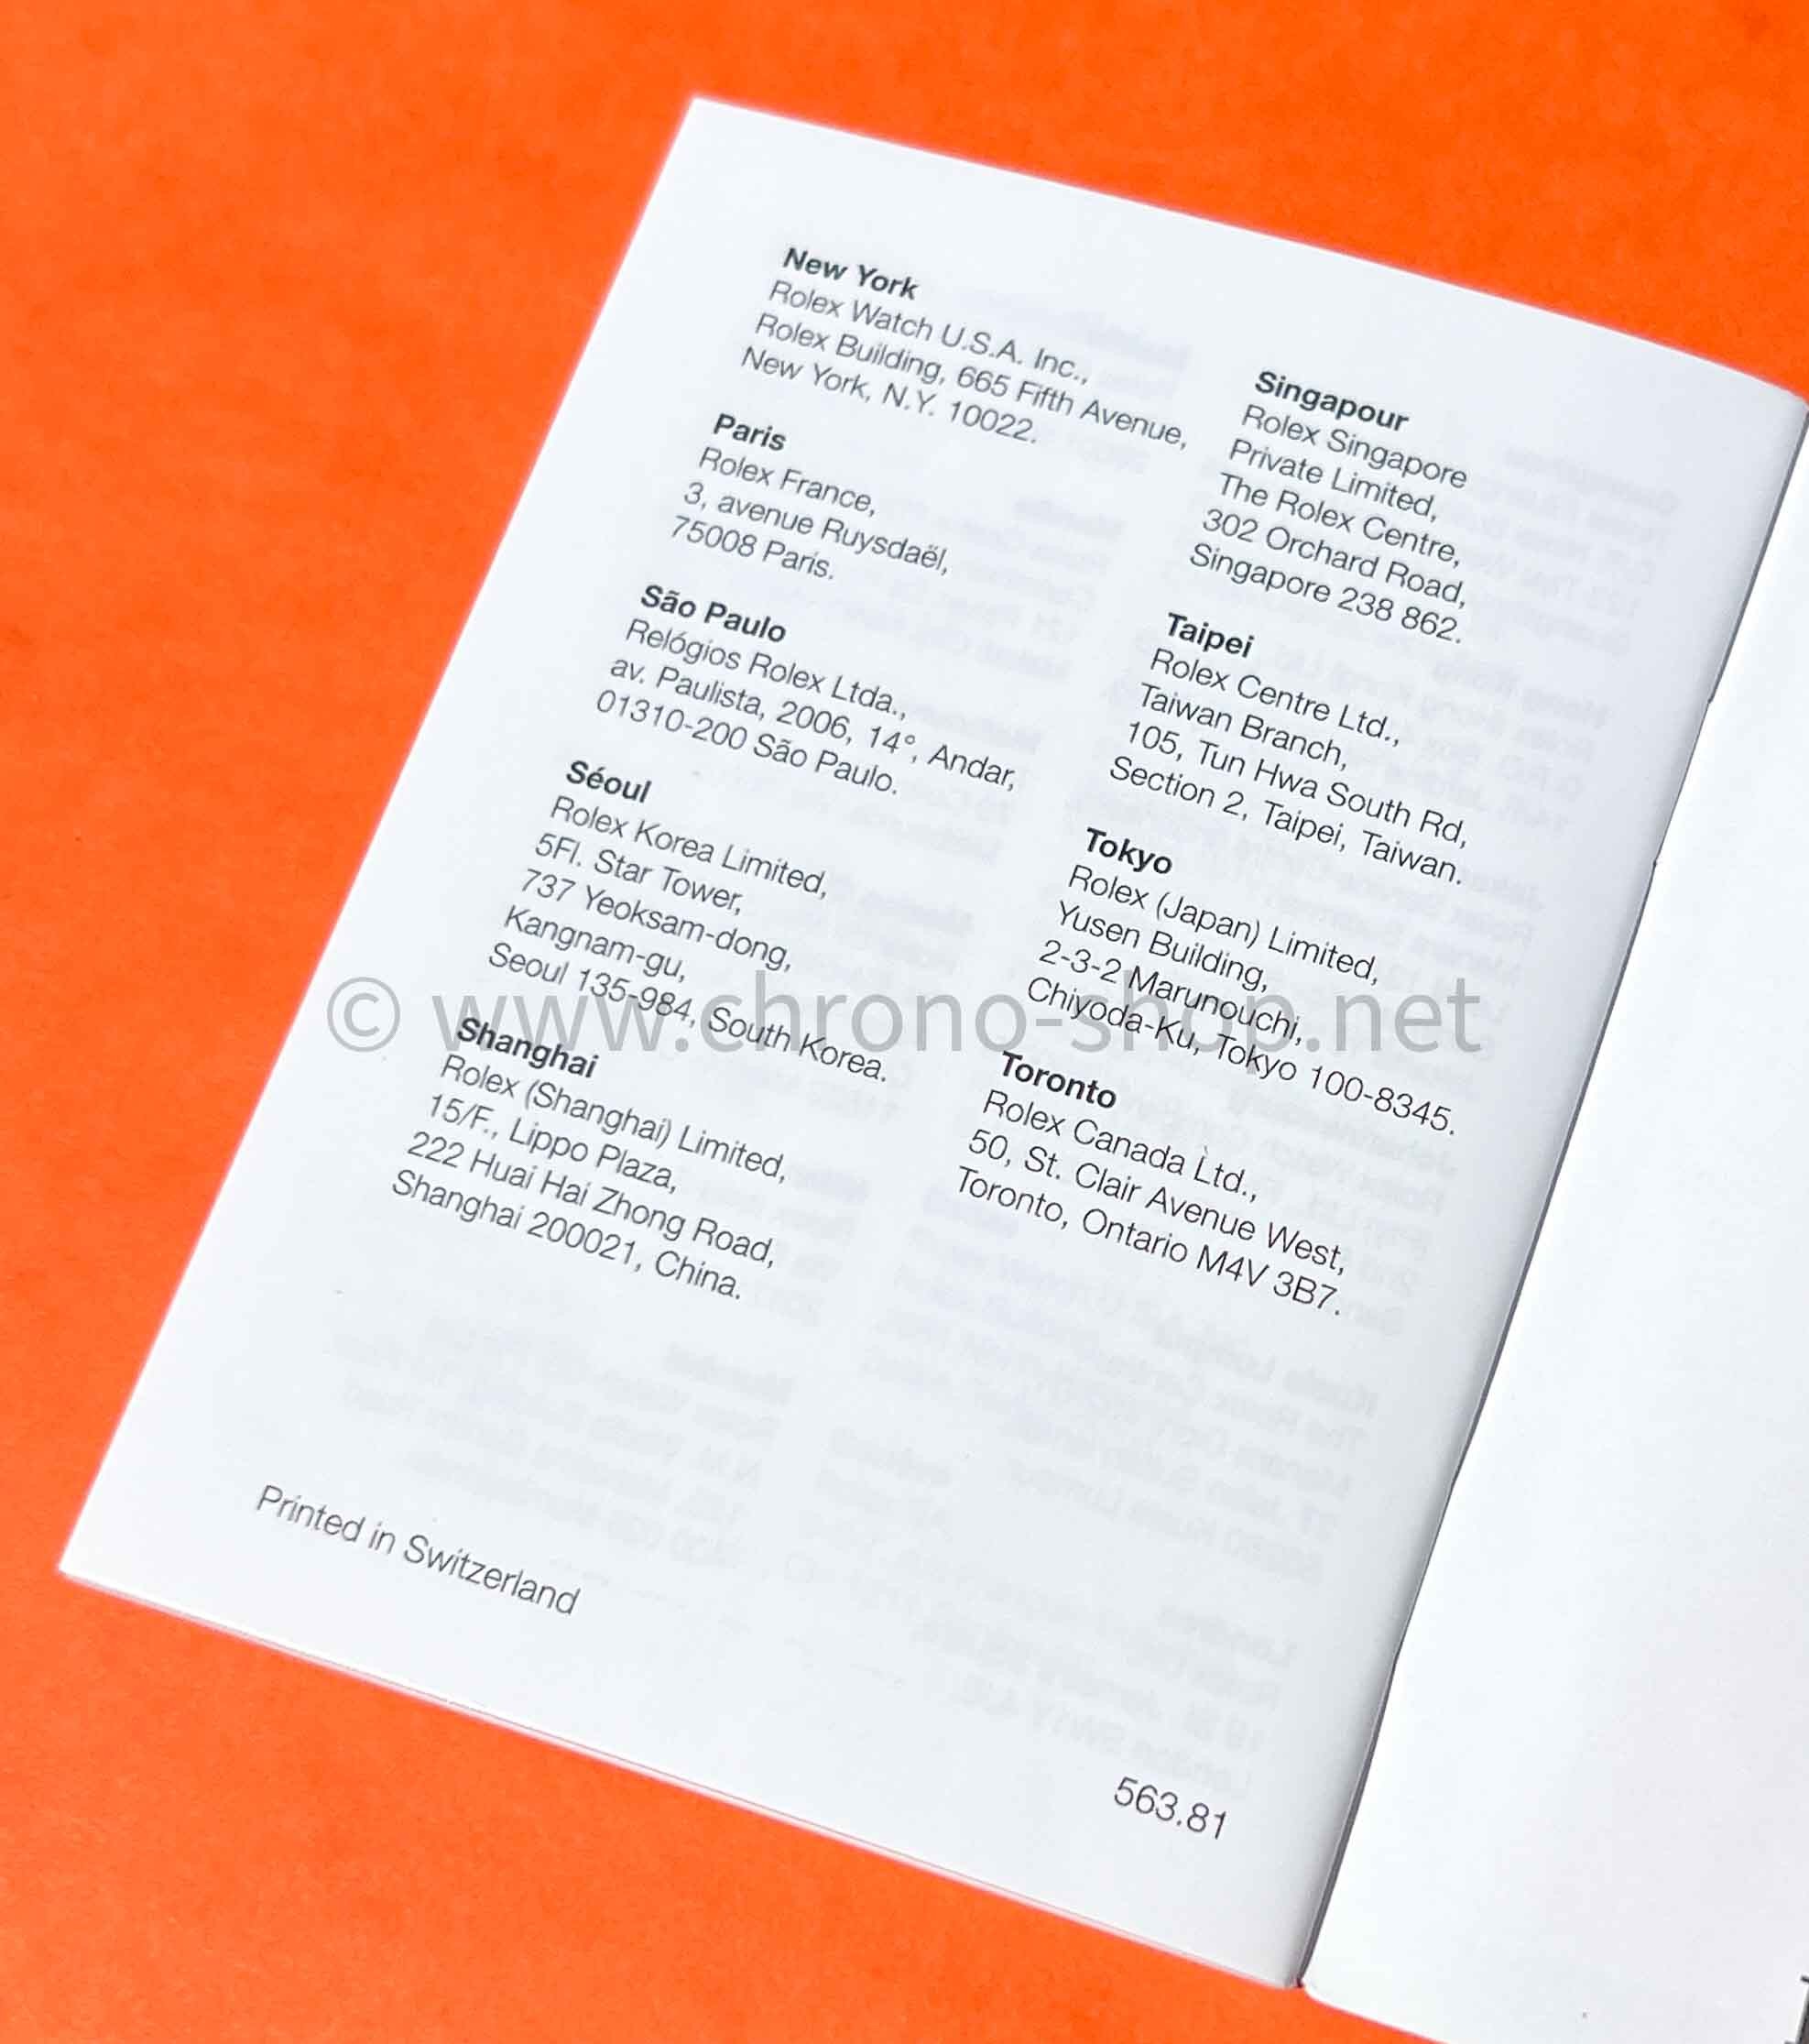 New York
Rolex Watch U.S.A. Inc.,
Rolex Building, 665 Fifth Avenue,
New York, N.Y. 10022.
Paris
Rolex France,
3, avenue Ruysdaël,
75008 Paris.
São Paulo
Relógios Rolex Ltda.,
av. Paulista, 2006, 14°, Andar,
01310-200 São Paulo.
Séoul
Rolex Korea Limited,
5Fl. Star Tower,
737 Yeoksam-dong,
Kangnam-gu,
Seoul 135-984, South Korea.
Shanghai
Rolex (Shanghai) Limited,
15/F., Lippo Plaza,
222 Huai Hai Zhong Road,
Shanghai 200021, China.
Singapour
Rolex Singapore
Private Limited,
The Rolex Centre,
302 Orchard Road,
Singapore 238 862.
Taipei
Rolex Centre Ltd.,
Taiwan Branch,
105, Tun Hwa South Rd,
Section 2, Taipei, Taiwan.
Tokyo
Rolex (Japan) Limited,
Yusen Building,
2-3-2 Marunouchi,
Chiyoda-Ku, Tokyo 100-8345.
Toronto
Rolex Canada Ltd.,
50, St. Clair Avenue West,
Toronto, Ontario M4V 3B7.
© www.chrono-shop.net
Printed in Switzerland
563.81